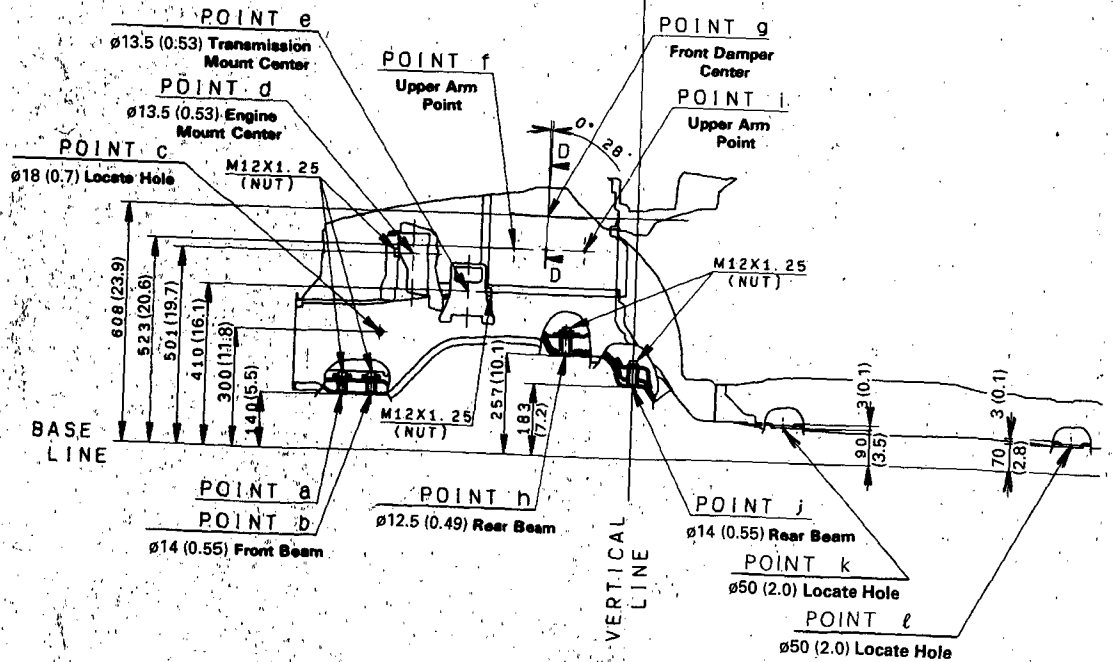 POINT e
ø13.5 (0.53) Transmission
Mount Center
POINT g
Front Damper
Center
POINT f
Upper Arm
Point
POINT d
ø13.5 (0.53) Engine
Mount Center
POINT i
Upper Arm
Point
POINT c
ø18 (0.7) Locate Hole
M12X1.25
(NUT)
0° 28'
D
D
M12X1.25
(NUT)
608 (23.9)
523 (20.6)
501 (19.7)
410 (16.1)
300 (11.8)
140 (5.5)
257 (10.1)
183
(7.2)
3 (0.1)
90
(3.5)
3 (0.1)
70
(2.8)
M12X1.25
(NUT)
BASE
LINE
POINT a
POINT b
ø14 (0.55) Front Beam
POINT h
ø12.5 (0.49) Rear Beam
VERTICAL
LINE
POINT j
ø14 (0.55) Rear Beam
POINT k
ø50 (2.0) Locate Hole
POINT ℓ
ø50 (2.0) Locate Hole